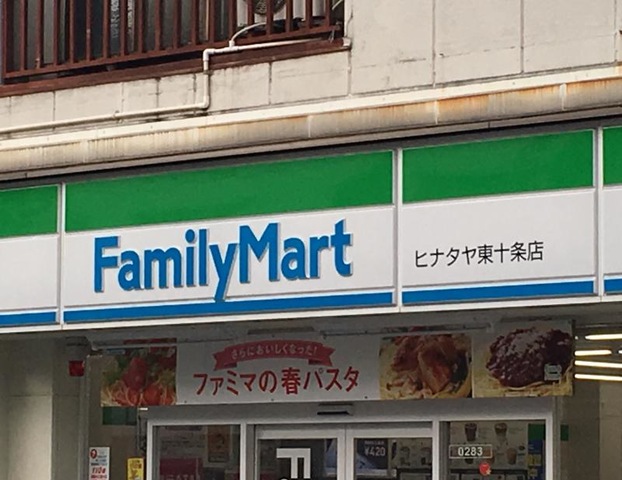 FamilyMart
ヒナタヤ東十条店
さらにおいしくなった!
ファミマの春パスタ
¥420
0283
F